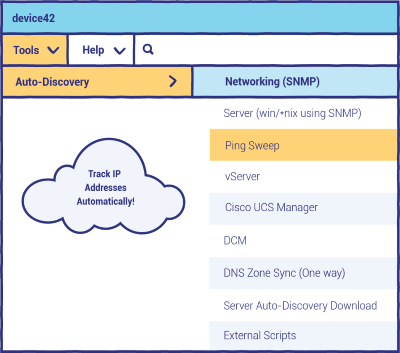 device42
Tools Help
Auto-Discovery
Networking (SNMP)
Server (win/*nix using SNMP)
Ping Sweep
vServer
Cisco UCS Manager
DCM
DNS Zone Sync (One way)
Server Auto-Discovery Download
External Scripts
Track IP
Addresses
Automatically!